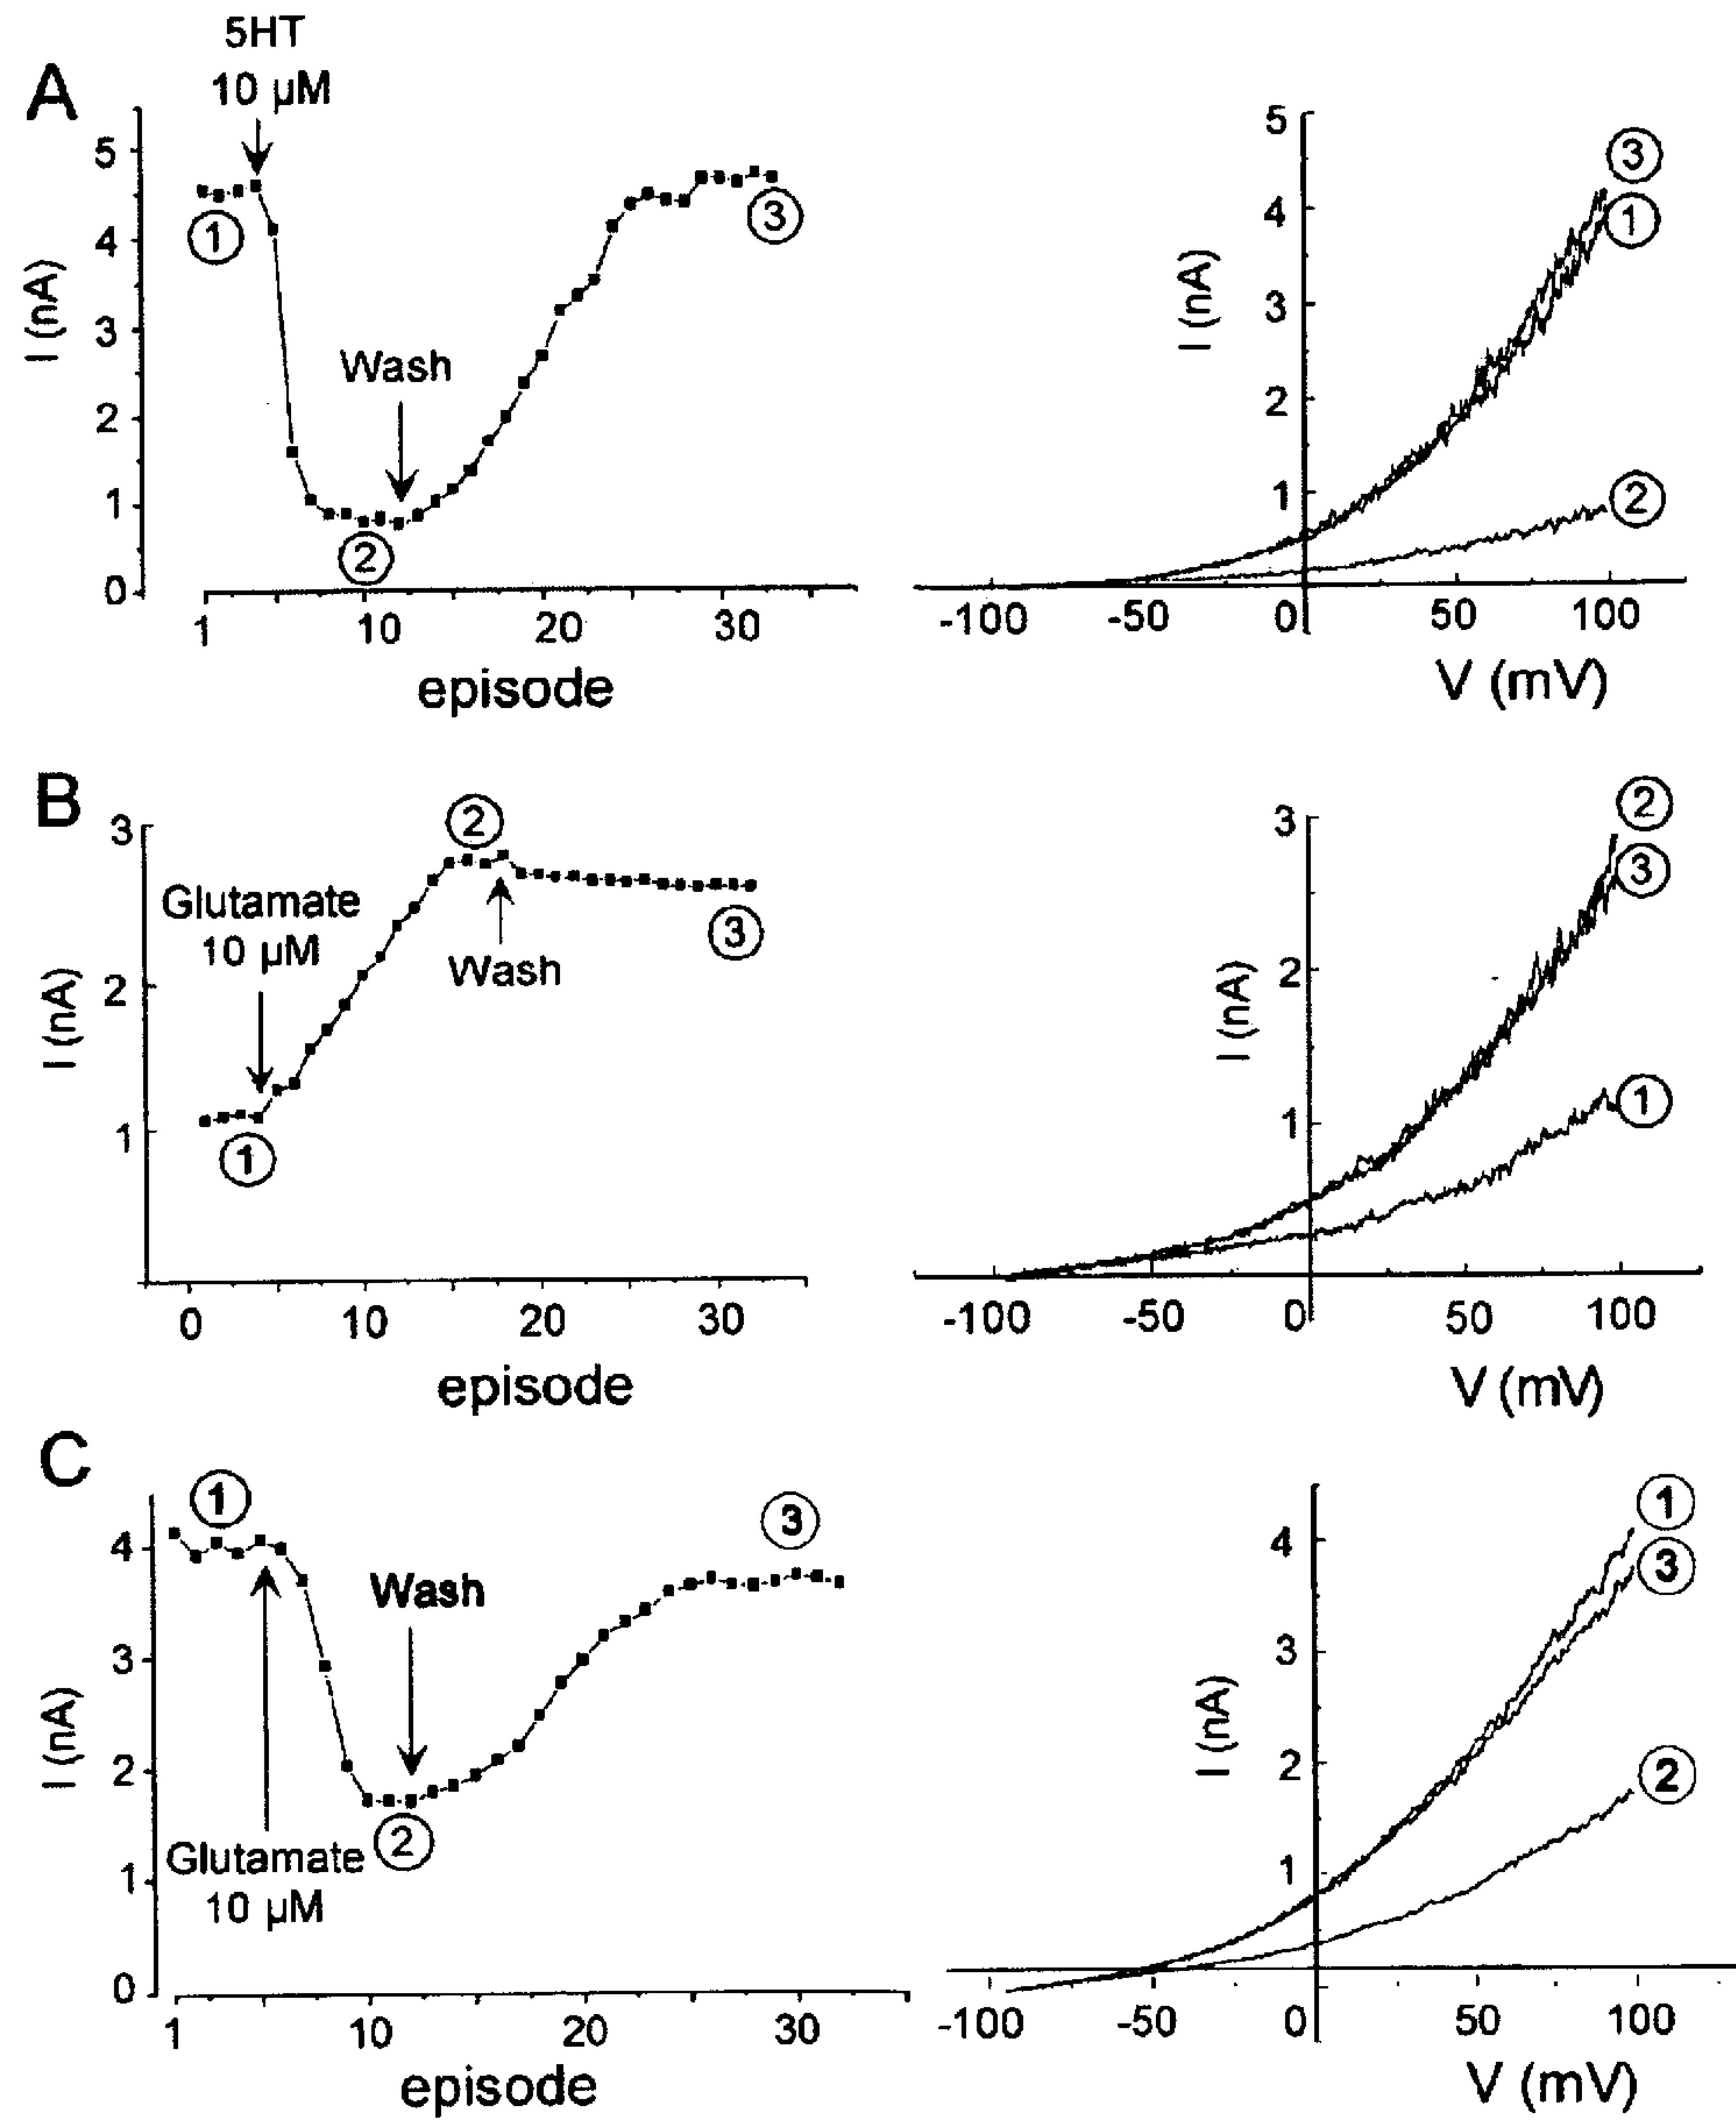 A
5HT
10 µM
5
4
3
2
1
0
I (nA)
①
Wash
②
③
1 10 20 30
episode
5
4
3
2
1
I (nA)
③
①
②
-100 -50 0 50 100
V (mV)
B
3
2
1
I (nA)
Glutamate
10 µM
①
②
Wash
③
0 10 20 30
episode
3
2
1
I (nA)
②
③
①
-100 -50 0 50 100
V (mV)
C
4
3
2
1
0
I (nA)
①
Wash
③
②
Glutamate
10 µM
1 10 20 30
episode
4
3
2
1
I (nA)
①
③
②
-100 -50 0 50 100
V (mV)